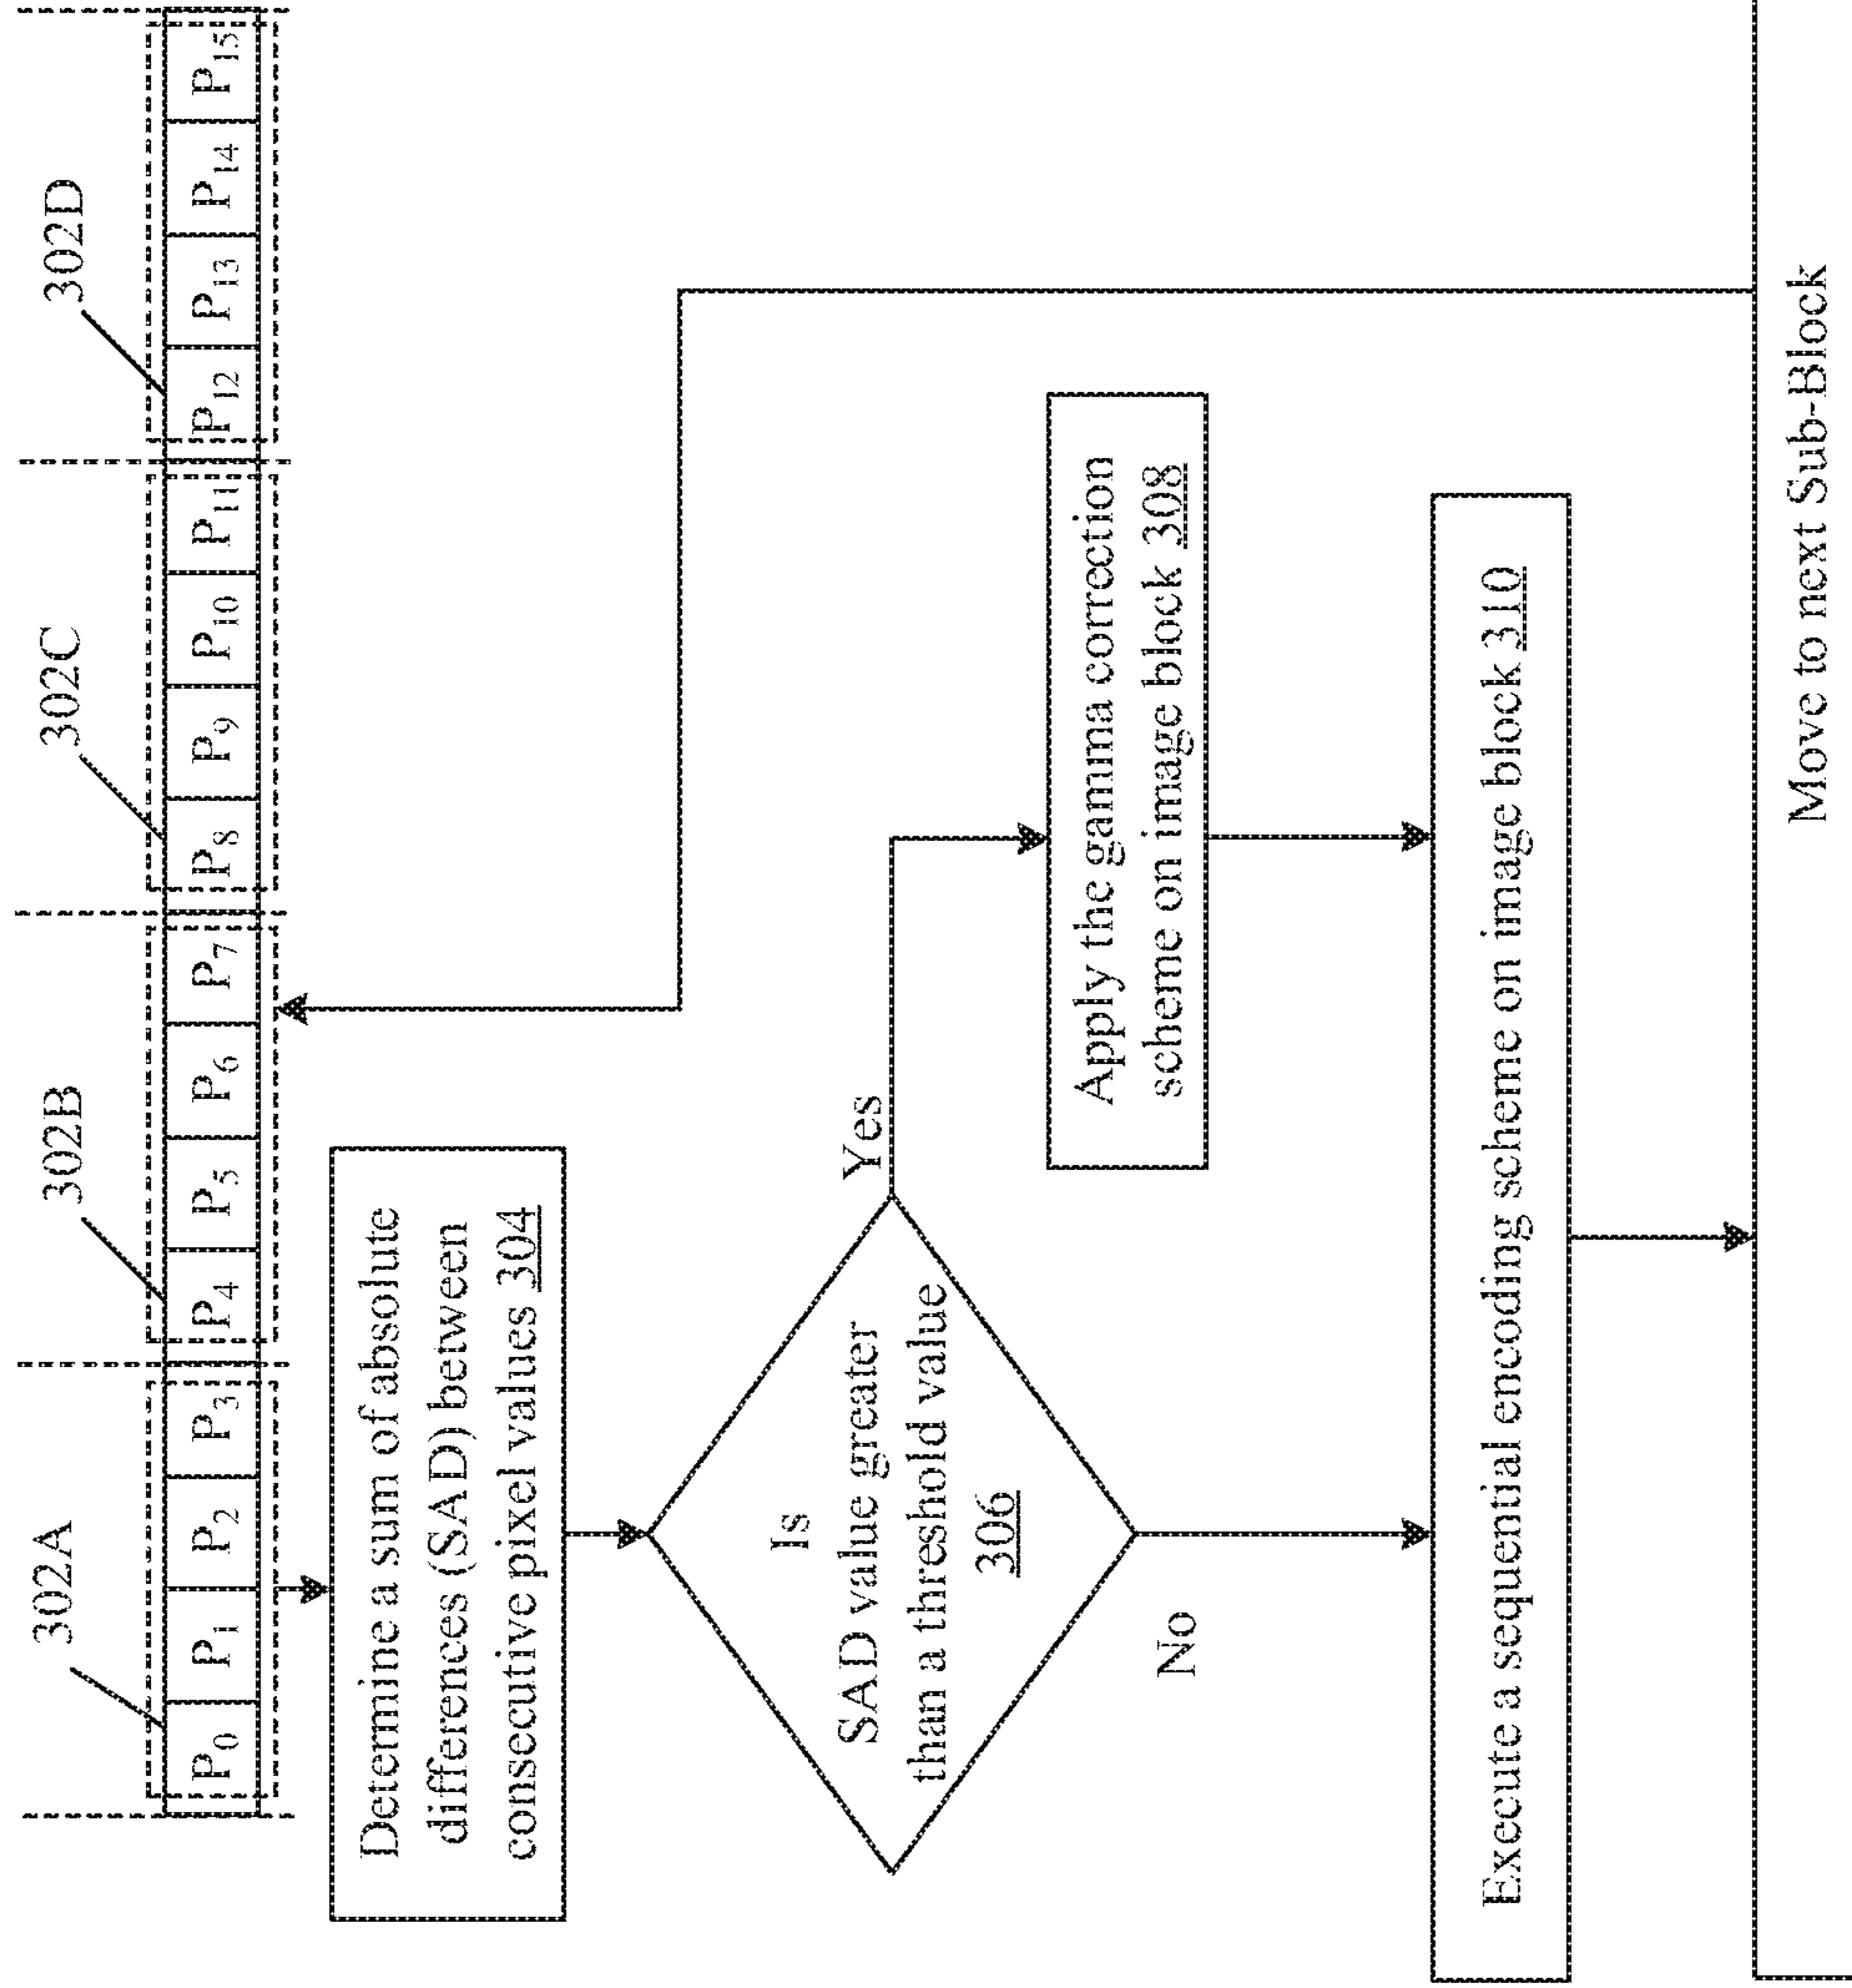 302A
302B
302C
302D
P0 P1 P2 P3 P4 P5 P6 P7 P8 P9 P10 P11 P12 P13 P14 P15
Determine a sum of absolute
differences (SAD) between
consecutive pixel values 304
Is
SAD value greater
than a threshold value
306
Yes
No
Apply the gamma correction
scheme on image block 308
Execute a sequential encoding scheme on image block 310
Move to next Sub-Block